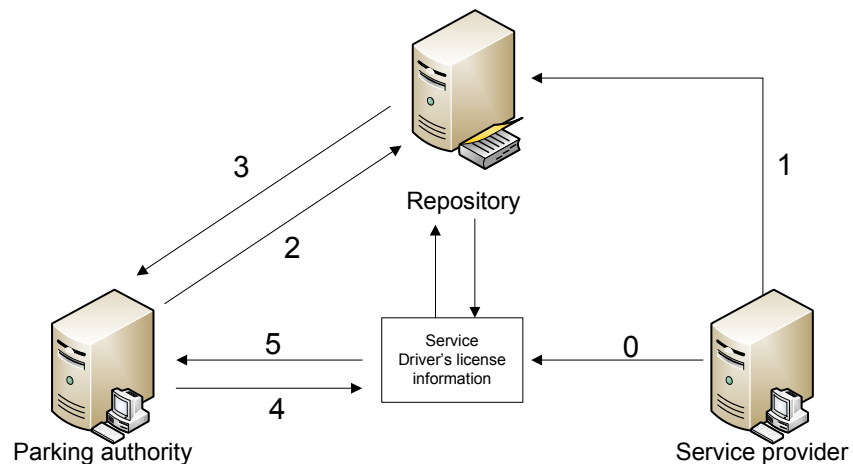 3
1
Repository
2
Service
Driver's license
information
5
0
4
Parking authority
Service provider